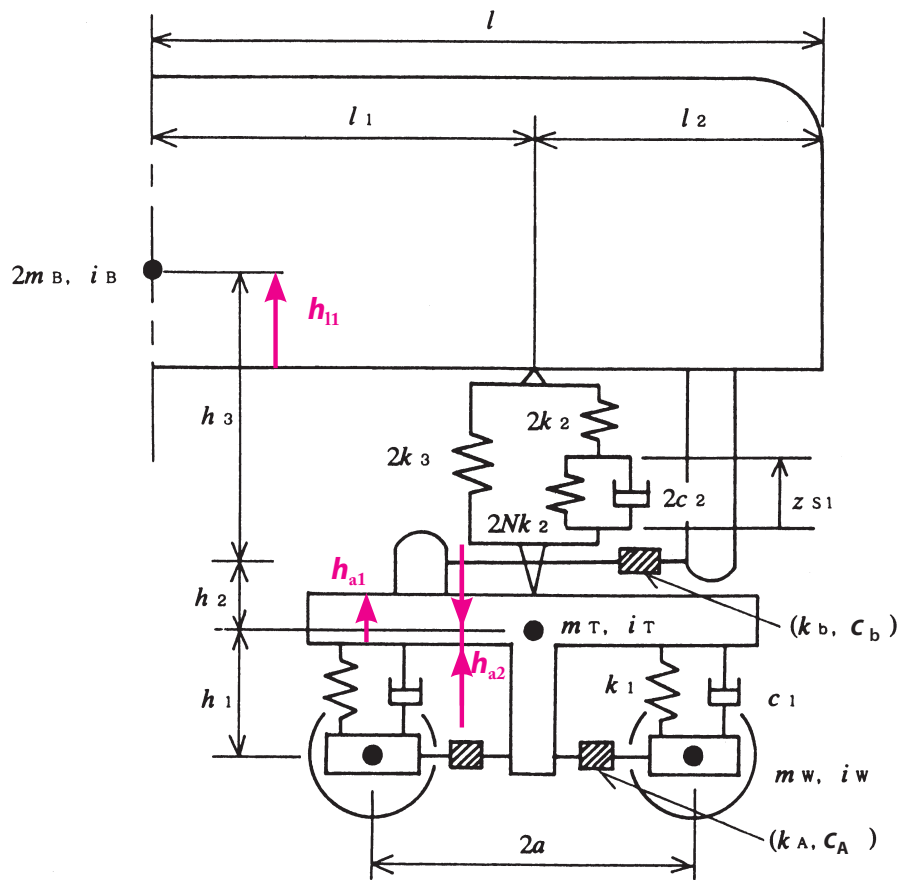 l
l 1
l 2
2m B, i B
h l1
h 3
2k 2
2k 3
2c 2
z S1
2Nk 2
h a1
h 2
(k b, c b)
m T, i T
h a2
k 1
c 1
h 1
m W, i W
(k A, c A)
2a